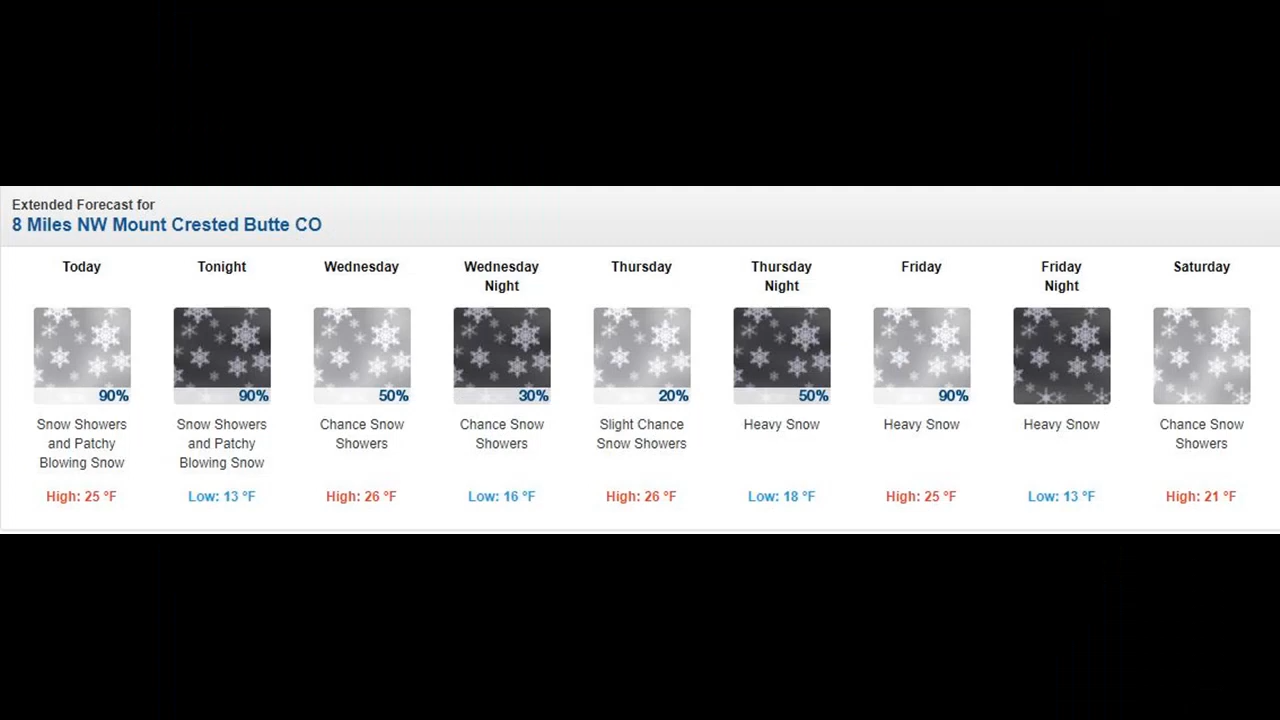 Extended Forecast for
8 Miles NW Mount Crested Butte CO
Today
Tonight
Wednesday
Wednesday
Night
Thursday
Thursday
Night
Friday
Friday
Night
Saturday
90%
90%
50%
30%
20%
50%
90%
Snow Showers
and Patchy
Blowing Snow
Snow Showers
and Patchy
Blowing Snow
Chance Snow
Showers
Chance Snow
Showers
Slight Chance
Snow Showers
Heavy Snow
Heavy Snow
Heavy Snow
Chance Snow
Showers
High: 25 °F
Low: 13 °F
High: 26 °F
Low: 16 °F
High: 26 °F
Low: 18 °F
High: 25 °F
Low: 13 °F
High: 21 °F